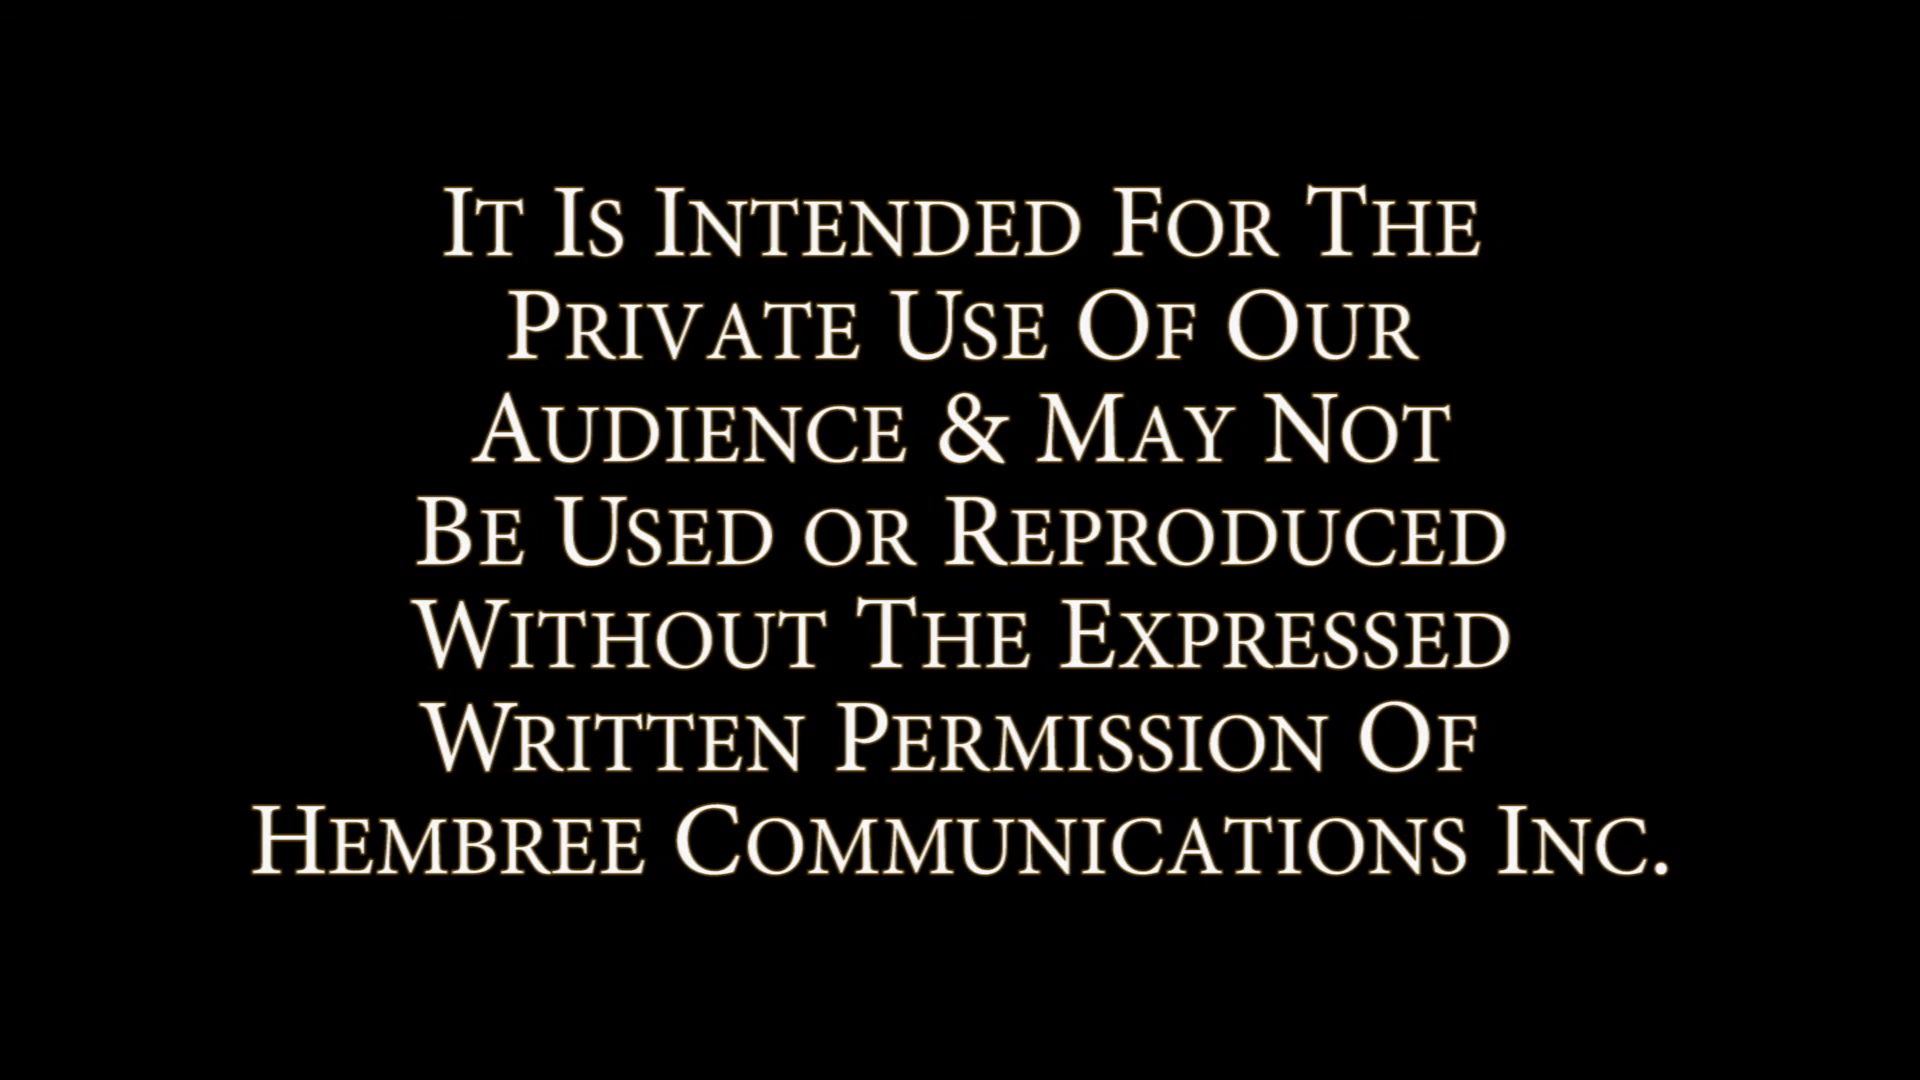 It Is Intended For The
Private Use Of Our
Audience & May Not
Be Used or Reproduced
Without The Expressed
Written Permission Of
Hembree Communications Inc.